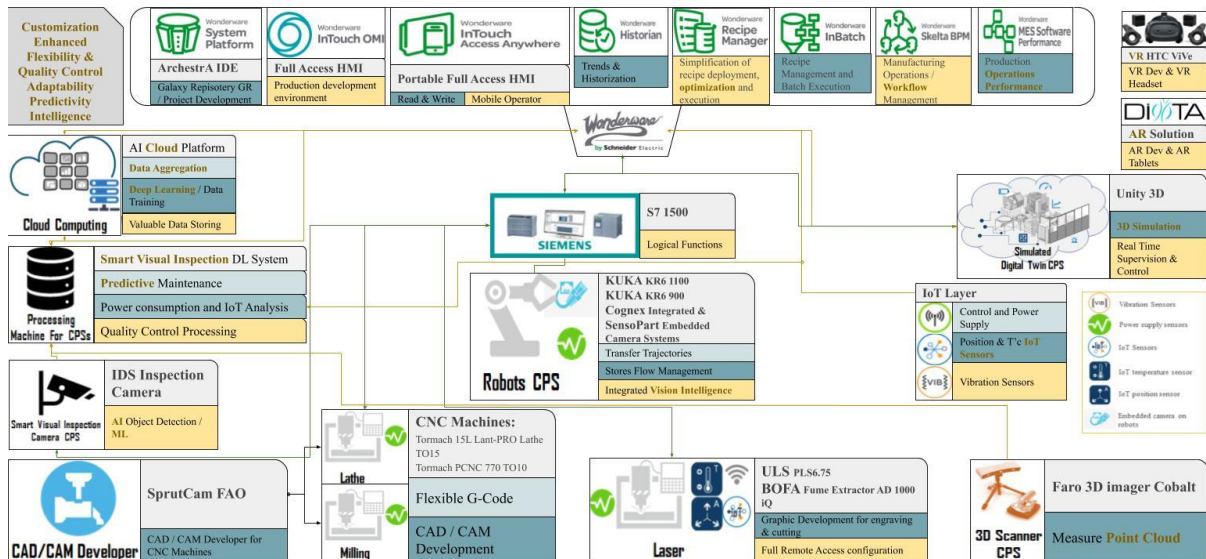 Customization
Enhanced
Flexibility &
Quality Control
Adaptability
Predictivity
Intelligence
Wonderware
System
Platform
ArchestrA IDE
Galaxy Repisotery GR
/ Project Development
Wonderware
InTouch OMI
Full Access HMI
Production development
environment
Wonderware
InTouch
Access Anywhere
Portable Full Access HMI
Read & Write
Mobile Operator
Wonderware
Historian
Trends &
Historization
Wonderware
Recipe
Manager
Simplification of
recipe deployment,
optimization and
execution
Wonderware
InBatch
Recipe
Management and
Batch Execution
Wonderware
Skelta BPM
Manufacturing
Operations /
Workflow
Management
Wonderware
MES Software
Performance
Production
Operations
Performance
VR HTC ViVe
VR Dev & VR
Headset
DIOTA
AR Solution
AR Dev & AR
Tablets
Wonderware
by Schneider Electric
Cloud Computing
AI Cloud Platform
Data Aggregation
Deep Learning / Data
Training
Valuable Data Storing
SIEMENS
S7 1500
Logical Functions
Simulated
Digital Twin CPS
Unity 3D
3D Simulation
Real Time
Supervision &
Control
Processing
Machine For CPSs
Smart Visual Inspection DL System
Predictive Maintenance
Power consumption and IoT Analysis
Quality Control Processing
Robots CPS
KUKA KR6 1100
KUKA KR6 900
Cognex Integrated &
SensoPart Embedded
Camera Systems
Transfer Trajectories
Stores Flow Management
Integrated Vision Intelligence
IoT Layer
Control and Power
Supply
Position & T'c IoT
Sensors
VIB
Vibration Sensors
VIB
Vibration Sensors
Power supply sensors
IoT Sensors
IoT temperature sensor
IoT position sensor
Embedded camera on
robots
Smart Visual Inspection
Camera CPS
IDS Inspection
Camera
AI Object Detection /
ML
CAD/CAM Developer
SprutCam FAO
CAD / CAM Developer for
CNC Machines
Lathe
Milling
CNC Machines:
Tormach 15L Lant-PRO Lathe
TO15
Tormach PCNC 770 TO10
Flexible G-Code
CAD / CAM
Development
Laser
T
A
ULS PLS6.75
BOFA Fume Extractor AD 1000
iQ
Graphic Development for engraving
& cutting
Full Remote Access configuration
3D Scanner
CPS
Faro 3D imager Cobalt
Measure Point Cloud